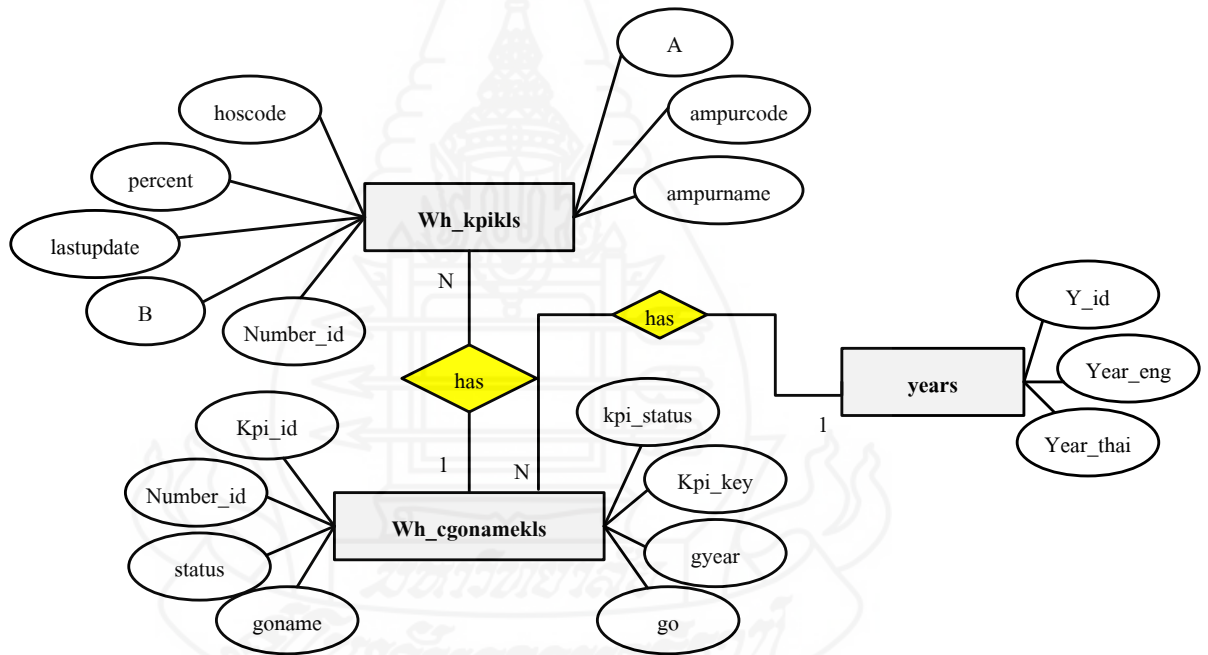 A
hoscode
ampurcode
percent
ampurname
Wh_kpikls
lastupdate
N
B
Number_id
has
Y_id
years
Year_eng
has
Year_thai
kpi_status
Kpi_id
1
1
N
Kpi_key
Number_id
Wh_cgonamekls
gyear
status
goname
go